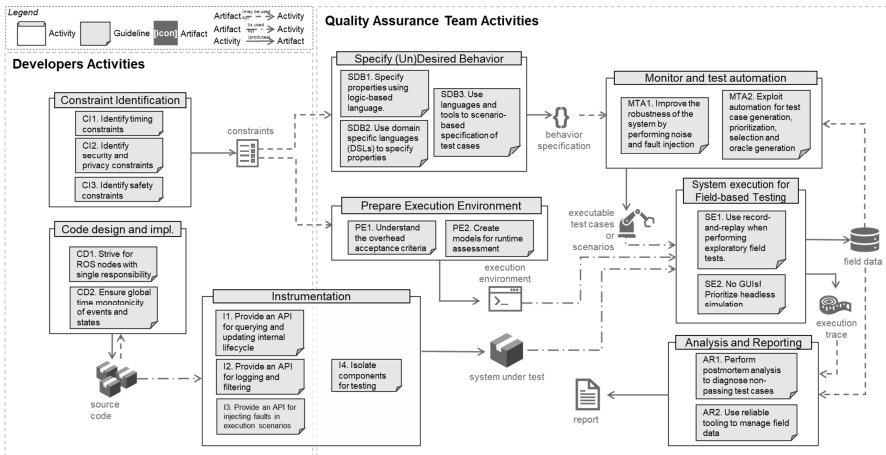 Legend
Activity
Guideline
[Icon]
Artifact
Artifact (may be used by) Activity
Artifact (is used by) Activity
Activity (produces) Artifact
Developers Activities
Quality Assurance Team Activities
Constraint Identification
CI1. Identify timing
constraints
CI2. Identify
security and
privacy constraints
CI3. Identify safety
constraints
constraints
Code design and impl.
CD1. Strive for
ROS nodes with
single responsibility
CD2. Ensure global
time monotonicity
of events and
states
source
code
Specify (Un)Desired Behavior
SDB1. Specify
properties using
logic-based
language.
SDB2. Use domain
specific languages
(DSLs) to specify
properties
SDB3. Use
languages and
tools to scenario-
based
specification of
test cases
behavior
specification
Monitor and test automation
MTA1. Improve the
robustness of the
system by
performing noise
and fault injection
MTA2. Exploit
automation for test
case generation,
prioritization,
selection and
oracle generation
Prepare Execution Environment
PE1. Understand
the overhead
acceptance criteria
PE2. Create
models for runtime
assessment
execution
environment
executable
test cases
or
scenarios
System execution for
Field-based Testing
SE1. Use record-
and-replay when
performing
exploratory field
tests.
SE2. No GUIs!
Prioritize headless
simulation
field data
execution
trace
Instrumentation
I1. Provide an API
for querying and
updating internal
lifecycle
I2. Provide an API
for logging and
filtering
I3. Provide an API for
injecting faults in
execution scenarios
I4. Isolate
components for
testing
system under test
Analysis and Reporting
AR1. Perform
postmortem analysis
to diagnose non-
passing test cases
AR2. Use reliable
tooling to manage field
data
report